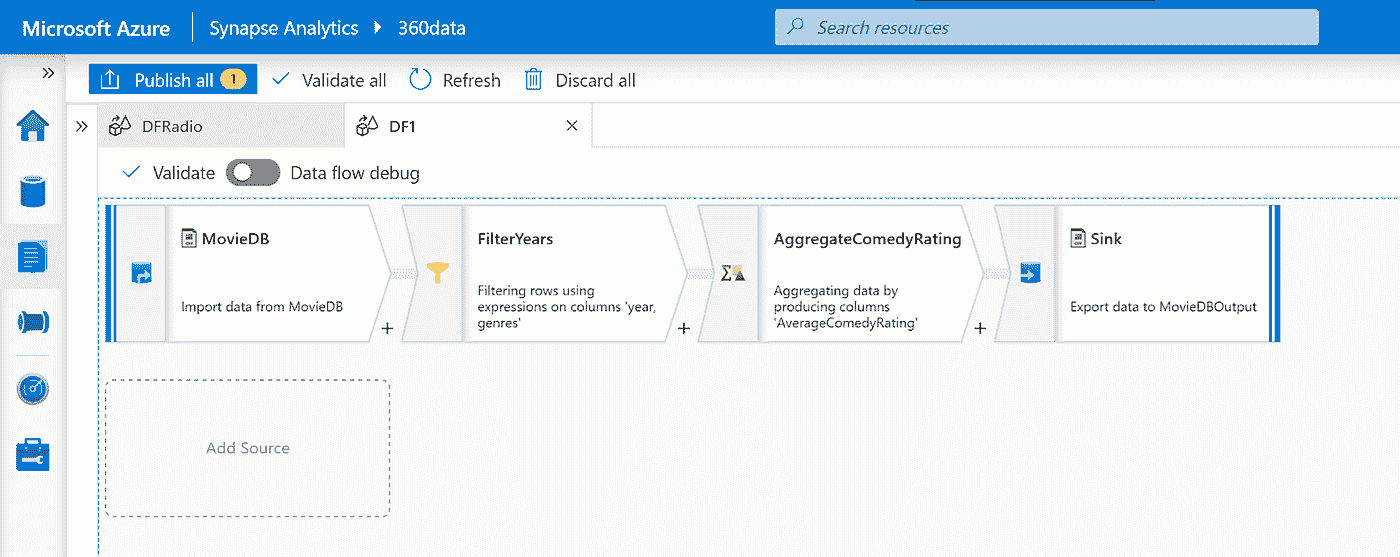 Microsoft Azure
Synapse Analytics
360data
Search resources
Publish all
1
Validate all
Refresh
Discard all
DFRadio
DF1
Validate
Data flow debug
MovieDB
Import data from MovieDB
FilterYears
Filtering rows using
expressions on columns 'year,
genres'
AggregateComedyRating
Aggregating data by
producing columns
'AverageComedyRating'
Sink
Export data to MovieDBOutput
Add Source